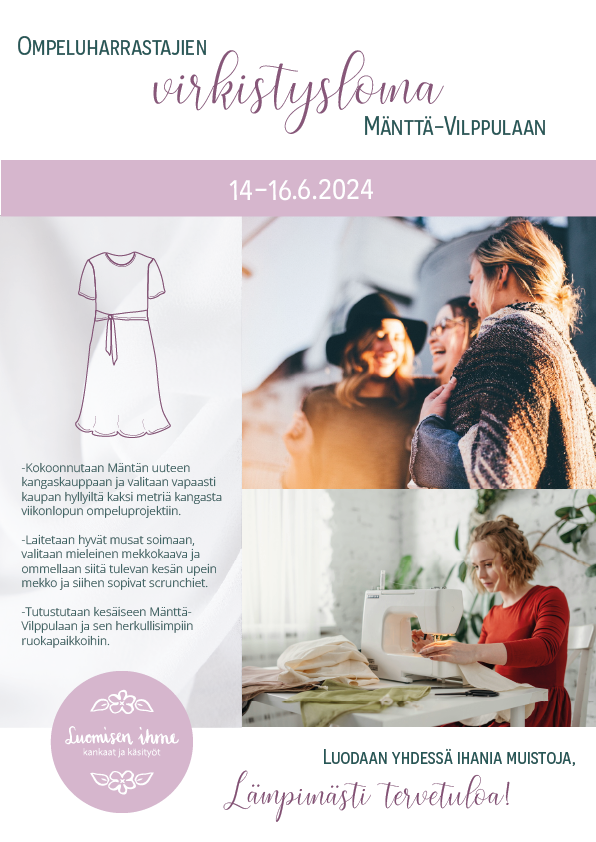 Ompeluharrastajien
virkistysloma
Mänttä-Vilppulaan
14-16.6.2024
-Kokoonnutaan Mäntän uuteen
kangaskauppaan ja valitaan vapaasti
kaupan hyllyiltä kaksi metriä kangasta
viikonlopun ompeluprojektiin.
-Laitetaan hyvät musat soimaan,
valitaan mieleinen mekkokaava ja
ommellaan siitä tulevan kesän upein
mekko ja siihen sopivat scrunchiet.
-Tutustutaan kesäiseen Mänttä-
Vilppulaan ja sen herkullisimpiin
ruokapaikkoihin.
Luomisen ihme
kankaat ja käsityöt
Luodaan yhdessä ihania muistoja,
Lämpimästi tervetuloa!